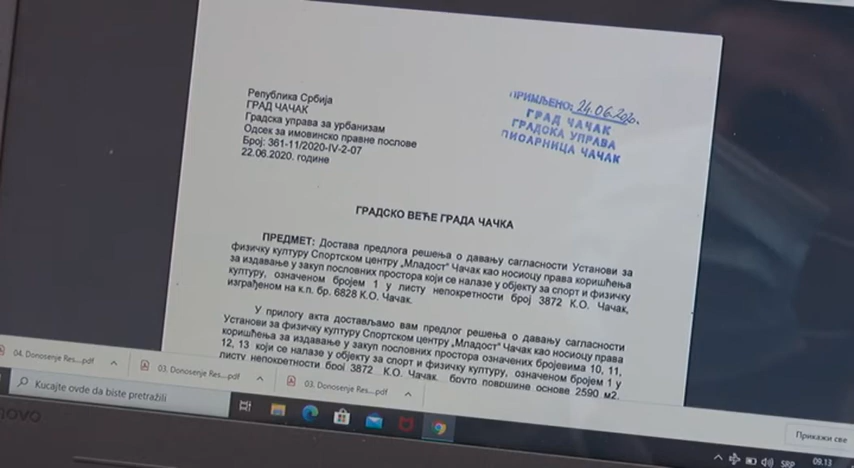 Република Србија
ГРАД ЧАЧАК
Градска управа за урбанизам
Одсек за имовинско правне послове
Број: 361-11/2020-IV-2-07
22.06.2020. године
ПРИМЉЕНО: 24.06.2020.
ГРАД ЧАЧАК
ГРАДСКА УПРАВА
ПИСАРНИЦА ЧАЧАК
ГРАДСКО ВЕЋЕ ГРАДА ЧАЧКА
ПРЕДМЕТ: Достава предлога решења о давању сагласности Установи за
физичку културу Спортском центру „Младост“ Чачак као носиоцу права коришћења
за издавање у закуп пословних простора који се налазе у објекту за спорт и физичку
културу, означеном бројем 1 у листу непокретности број 3872 К.О. Чачак,
изграђеном на к.п. бр. 6828 К.О. Чачак.
У прилогу акта достављамо вам предлог решења о давању сагласности
Установи за физичку културу Спортском центру „Младост“ Чачак као носиоцу права
коришћења за издавање у закуп пословних простора означених бројевима 10, 11,
12, 13 који се налазе у објекту за спорт и физичку културу, означеном бројем 1 у
листу непокретности број 3872 К.О. Чачак, бруто површине основе 2590 м2,
04. Donosenje Res....pdf
03. Donosenje Res....pdf
03. Donosenje Res....pdf
Прикажи све
Kucajte ovde da biste pretražili
SRP
09.13
novo